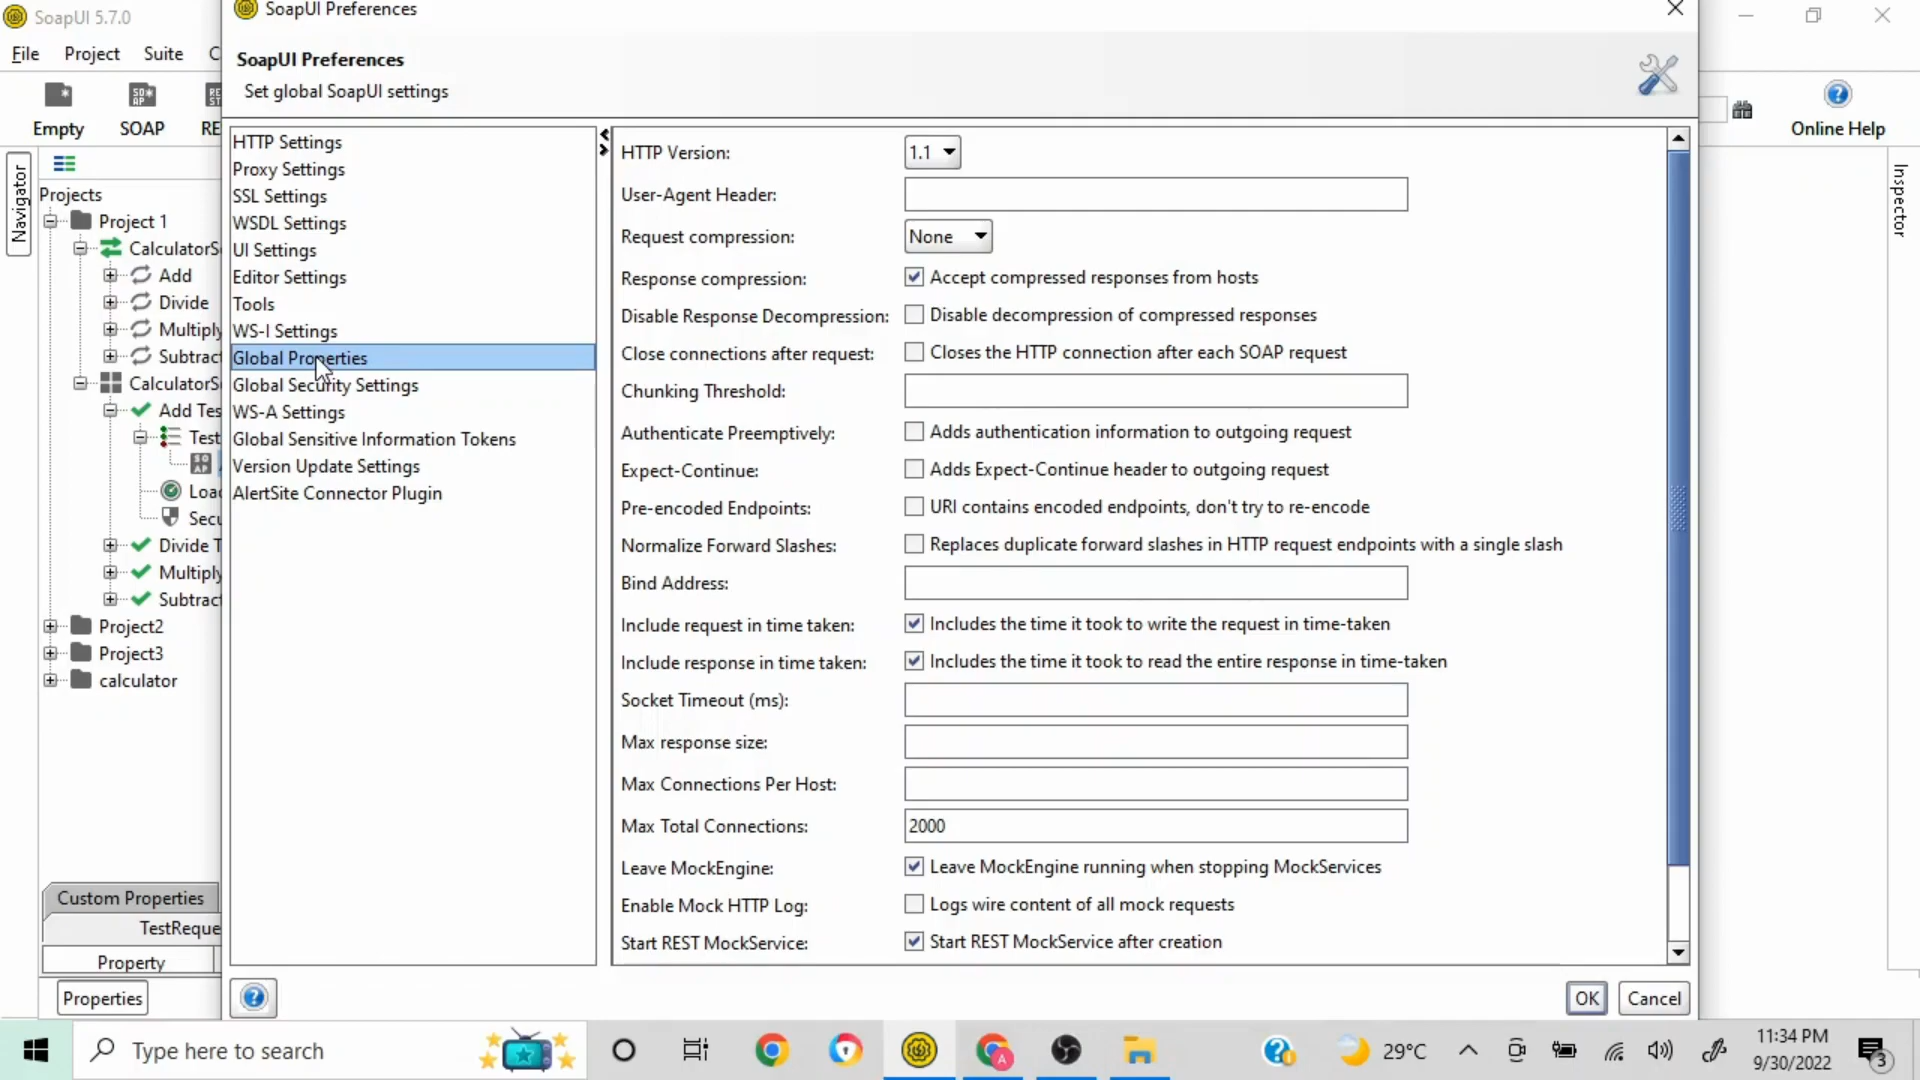 SoapUI 5.7.0
SoapUI Preferences
File Project Suite C
SoapUI Preferences
Set global SoapUI settings
Empty
SOAP
RE
Online Help
Navigator
Inspector
Projects
Project 1
CalculatorSe
Add
Divide
Multiply
Subtract
CalculatorSe
Add Tes
Test
Load
Secu
Divide T
Multiply
Subtract
Project2
Project3
calculator
Custom Properties
TestReque
Property
Properties
HTTP Settings
Proxy Settings
SSL Settings
WSDL Settings
UI Settings
Editor Settings
Tools
WS-I Settings
Global Properties
Global Security Settings
WS-A Settings
Global Sensitive Information Tokens
Version Update Settings
AlertSite Connector Plugin
HTTP Version: 1.1
User-Agent Header:
Request compression: None
Response compression: Accept compressed responses from hosts
Disable Response Decompression: Disable decompression of compressed responses
Close connections after request: Closes the HTTP connection after each SOAP request
Chunking Threshold:
Authenticate Preemptively: Adds authentication information to outgoing request
Expect-Continue: Adds Expect-Continue header to outgoing request
Pre-encoded Endpoints: URI contains encoded endpoints, don't try to re-encode
Normalize Forward Slashes: Replaces duplicate forward slashes in HTTP request endpoints with a single slash
Bind Address:
Include request in time taken: Includes the time it took to write the request in time-taken
Include response in time taken: Includes the time it took to read the entire response in time-taken
Socket Timeout (ms):
Max response size:
Max Connections Per Host:
Max Total Connections: 2000
Leave MockEngine: Leave MockEngine running when stopping MockServices
Enable Mock HTTP Log: Logs wire content of all mock requests
Start REST MockService: Start REST MockService after creation
OK Cancel
Type here to search
29°C
11:34 PM
9/30/2022
3